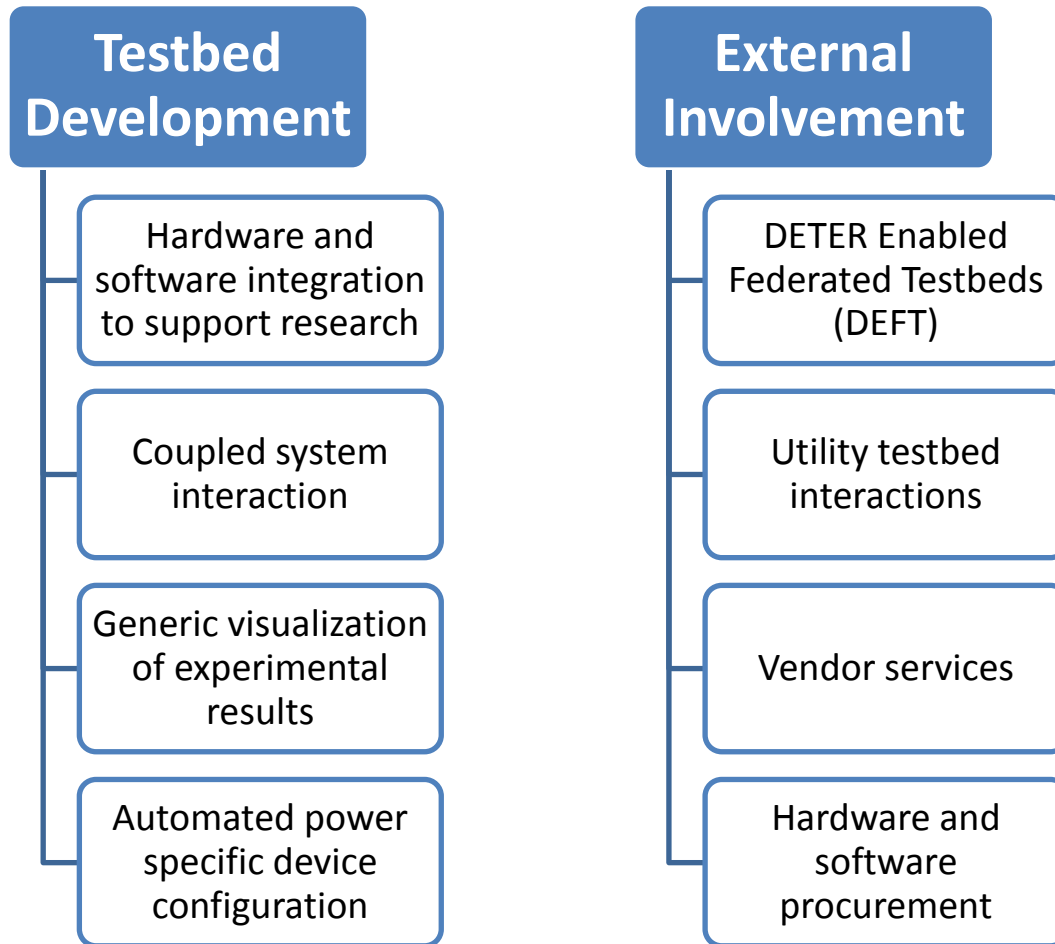 Testbed
Development
Hardware and
software integration
to support research
Coupled system
interaction
Generic visualization
of experimental
results
Automated power
specific device
configuration
External
Involvement
DETER Enabled
Federated Testbeds
(DEFT)
Utility testbed
interactions
Vendor services
Hardware and
software
procurement